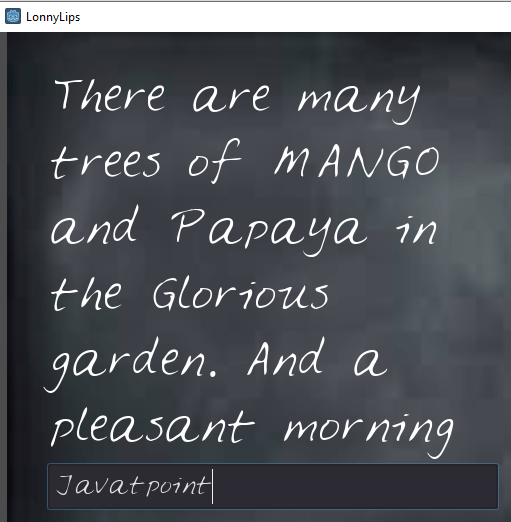 LonnyLips
There are many
trees of MANGO
and Papaya in
the Glorious
garden. And a
pleasant morning
Javatpoint